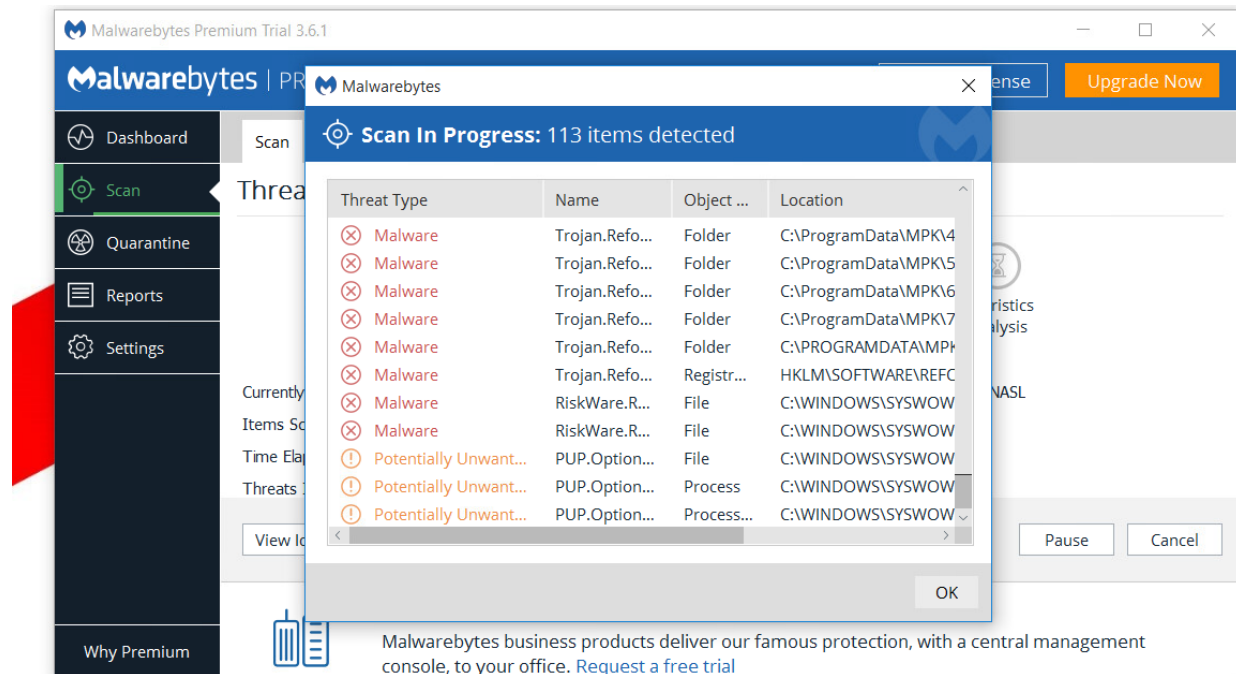 Malwarebytes Premium Trial 3.6.1
Malwarebytes | PR
ense
Upgrade Now
Malwarebytes
Scan In Progress: 113 items detected
Dashboard
Scan
Quarantine
Reports
Settings
Why Premium
Scan
Threa
Threat Type Name Object ... Location
Malware Trojan.Refo... Folder C:\ProgramData\MPK\4
Malware Trojan.Refo... Folder C:\ProgramData\MPK\5
Malware Trojan.Refo... Folder C:\ProgramData\MPK\6
Malware Trojan.Refo... Folder C:\ProgramData\MPK\7
Malware Trojan.Refo... Folder C:\PROGRAMDATA\MPK
Malware Trojan.Refo... Registr... HKLM\SOFTWARE\REFO
Malware RiskWare.R... File C:\WINDOWS\SYSWOW
Malware RiskWare.R... File C:\WINDOWS\SYSWOW
Potentially Unwant... PUP.Option... File C:\WINDOWS\SYSWOW
Potentially Unwant... PUP.Option... Process C:\WINDOWS\SYSWOW
Potentially Unwant... PUP.Option... Process... C:\WINDOWS\SYSWOW
OK
ristics
alysis
Currently
NASL
Items Sc
Time Ela
Threats
View Ic
Pause
Cancel
Malwarebytes business products deliver our famous protection, with a central management
console, to your office. Request a free trial